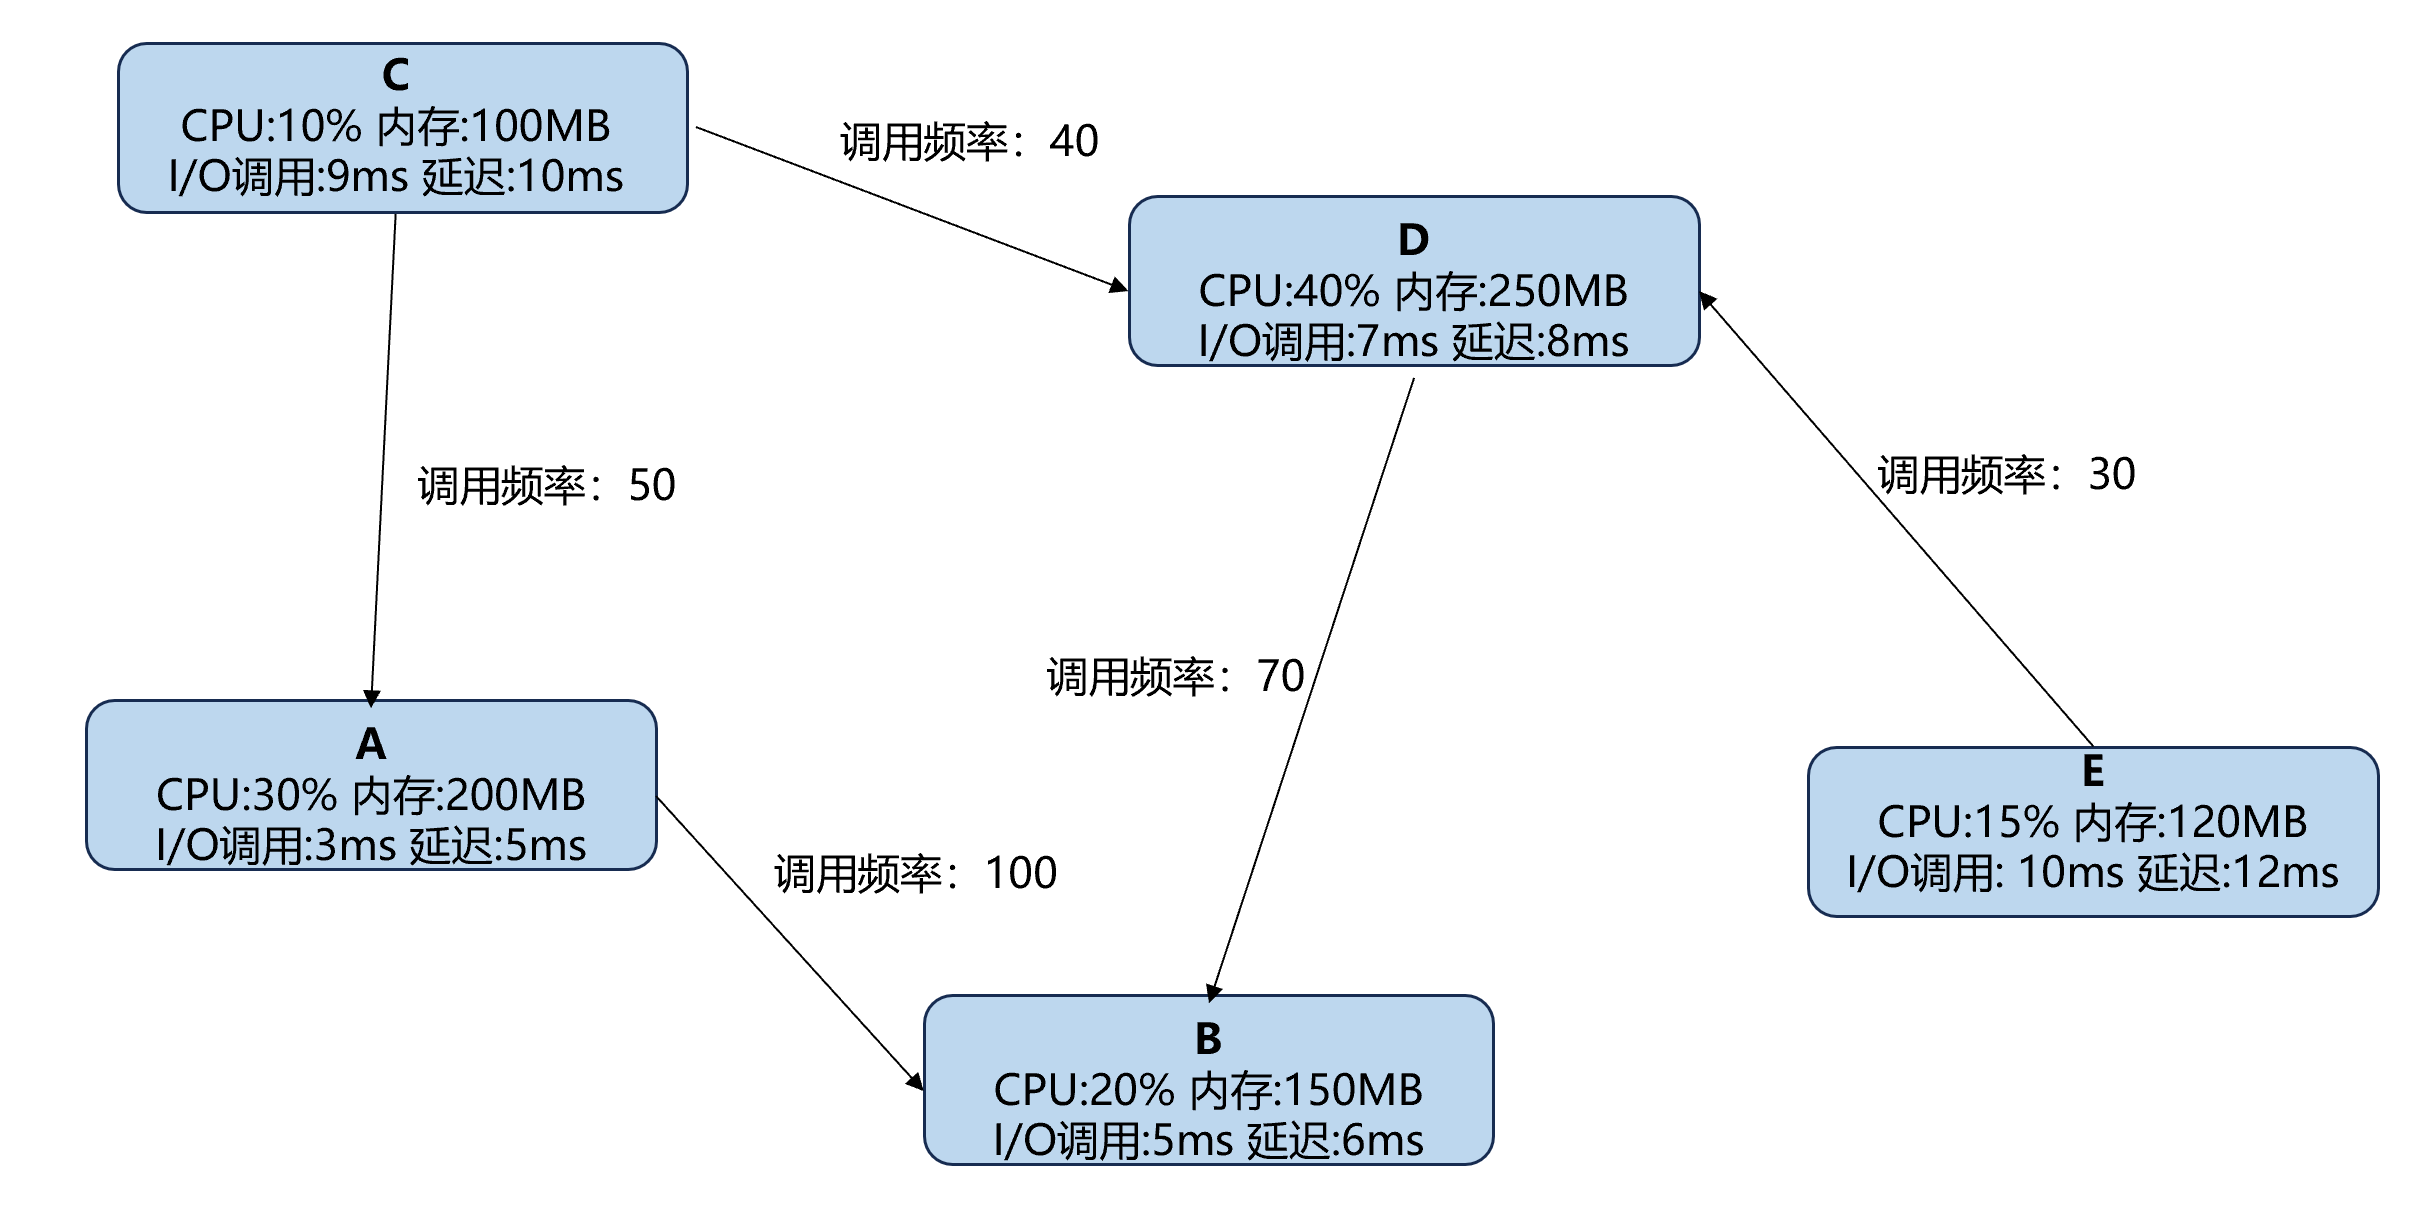 C
CPU:10% 内存:100MB
I/O调用:9ms 延迟:10ms
调用频率：40
D
CPU:40% 内存:250MB
I/O调用:7ms 延迟:8ms
调用频率：50
调用频率：30
调用频率：70
A
CPU:30% 内存:200MB
I/O调用:3ms 延迟:5ms
E
CPU:15% 内存:120MB
I/O调用: 10ms 延迟:12ms
调用频率：100
B
CPU:20% 内存:150MB
I/O调用:5ms 延迟:6ms